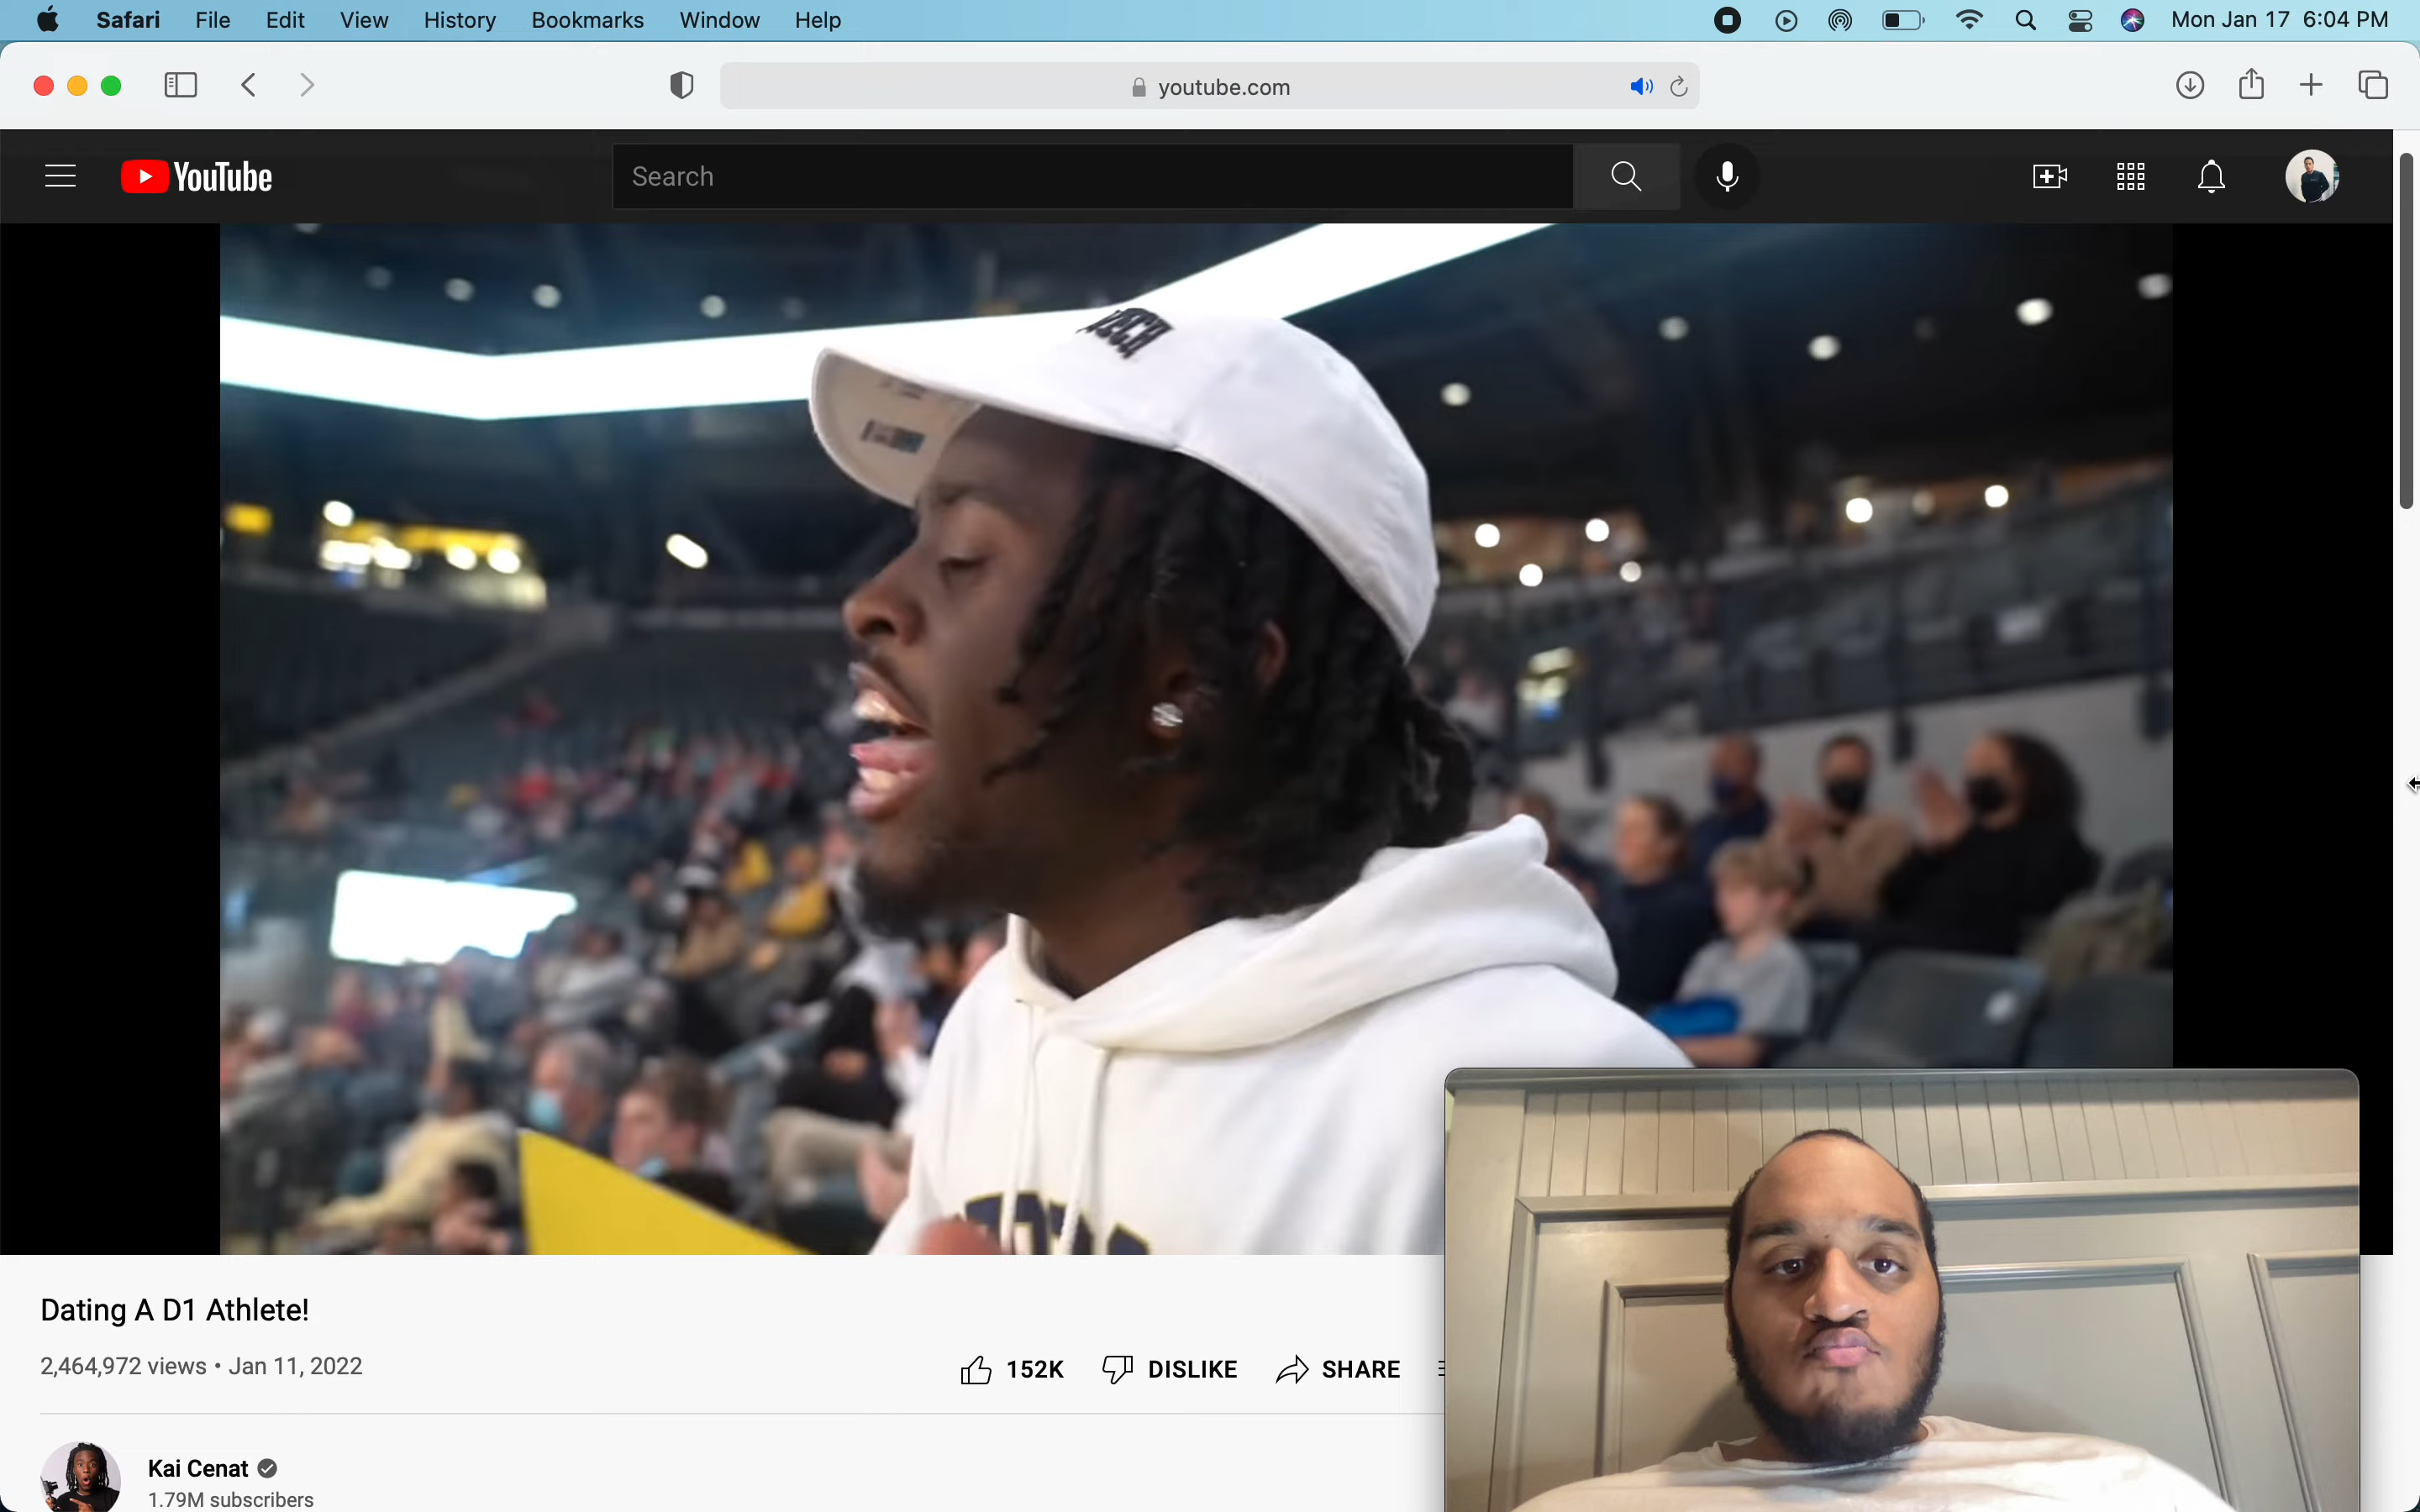 Safari File Edit View History Bookmarks Window Help Mon Jan 17 6:04 PM
youtube.com
YouTube Search
TECH
Dating A D1 Athlete!
2,464,972 views • Jan 11, 2022 152K DISLIKE SHARE
Kai Cenat
1.79M subscribers